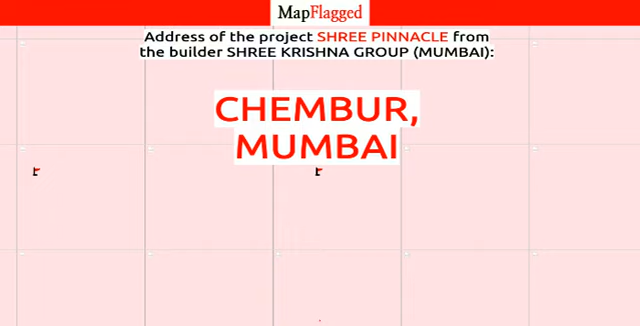 MapFlagged
Address of the project SHREE PINNACLE from
the builder SHREE KRISHNA GROUP (MUMBAI):
CHEMBUR,
MUMBAI